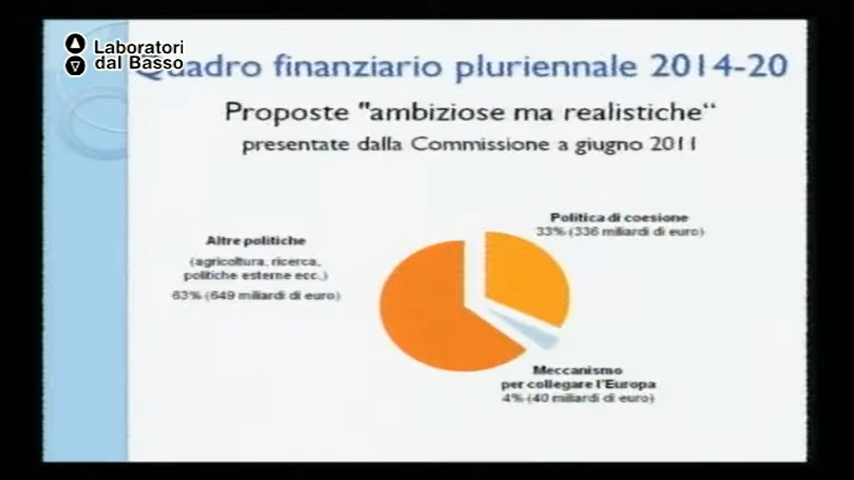 Laboratori
dal Basso
Quadro finanziario pluriennale 2014-20
Proposte "ambiziose ma realistiche“
presentate dalla Commissione a giugno 2011
Politica di coesione
33% (336 miliardi di euro)
Altre politiche
(agricoltura, ricerca,
politiche esterne ecc.)
63% (649 miliardi di euro)
Meccanismo
per collegare l'Europa
4% (40 miliardi di euro)